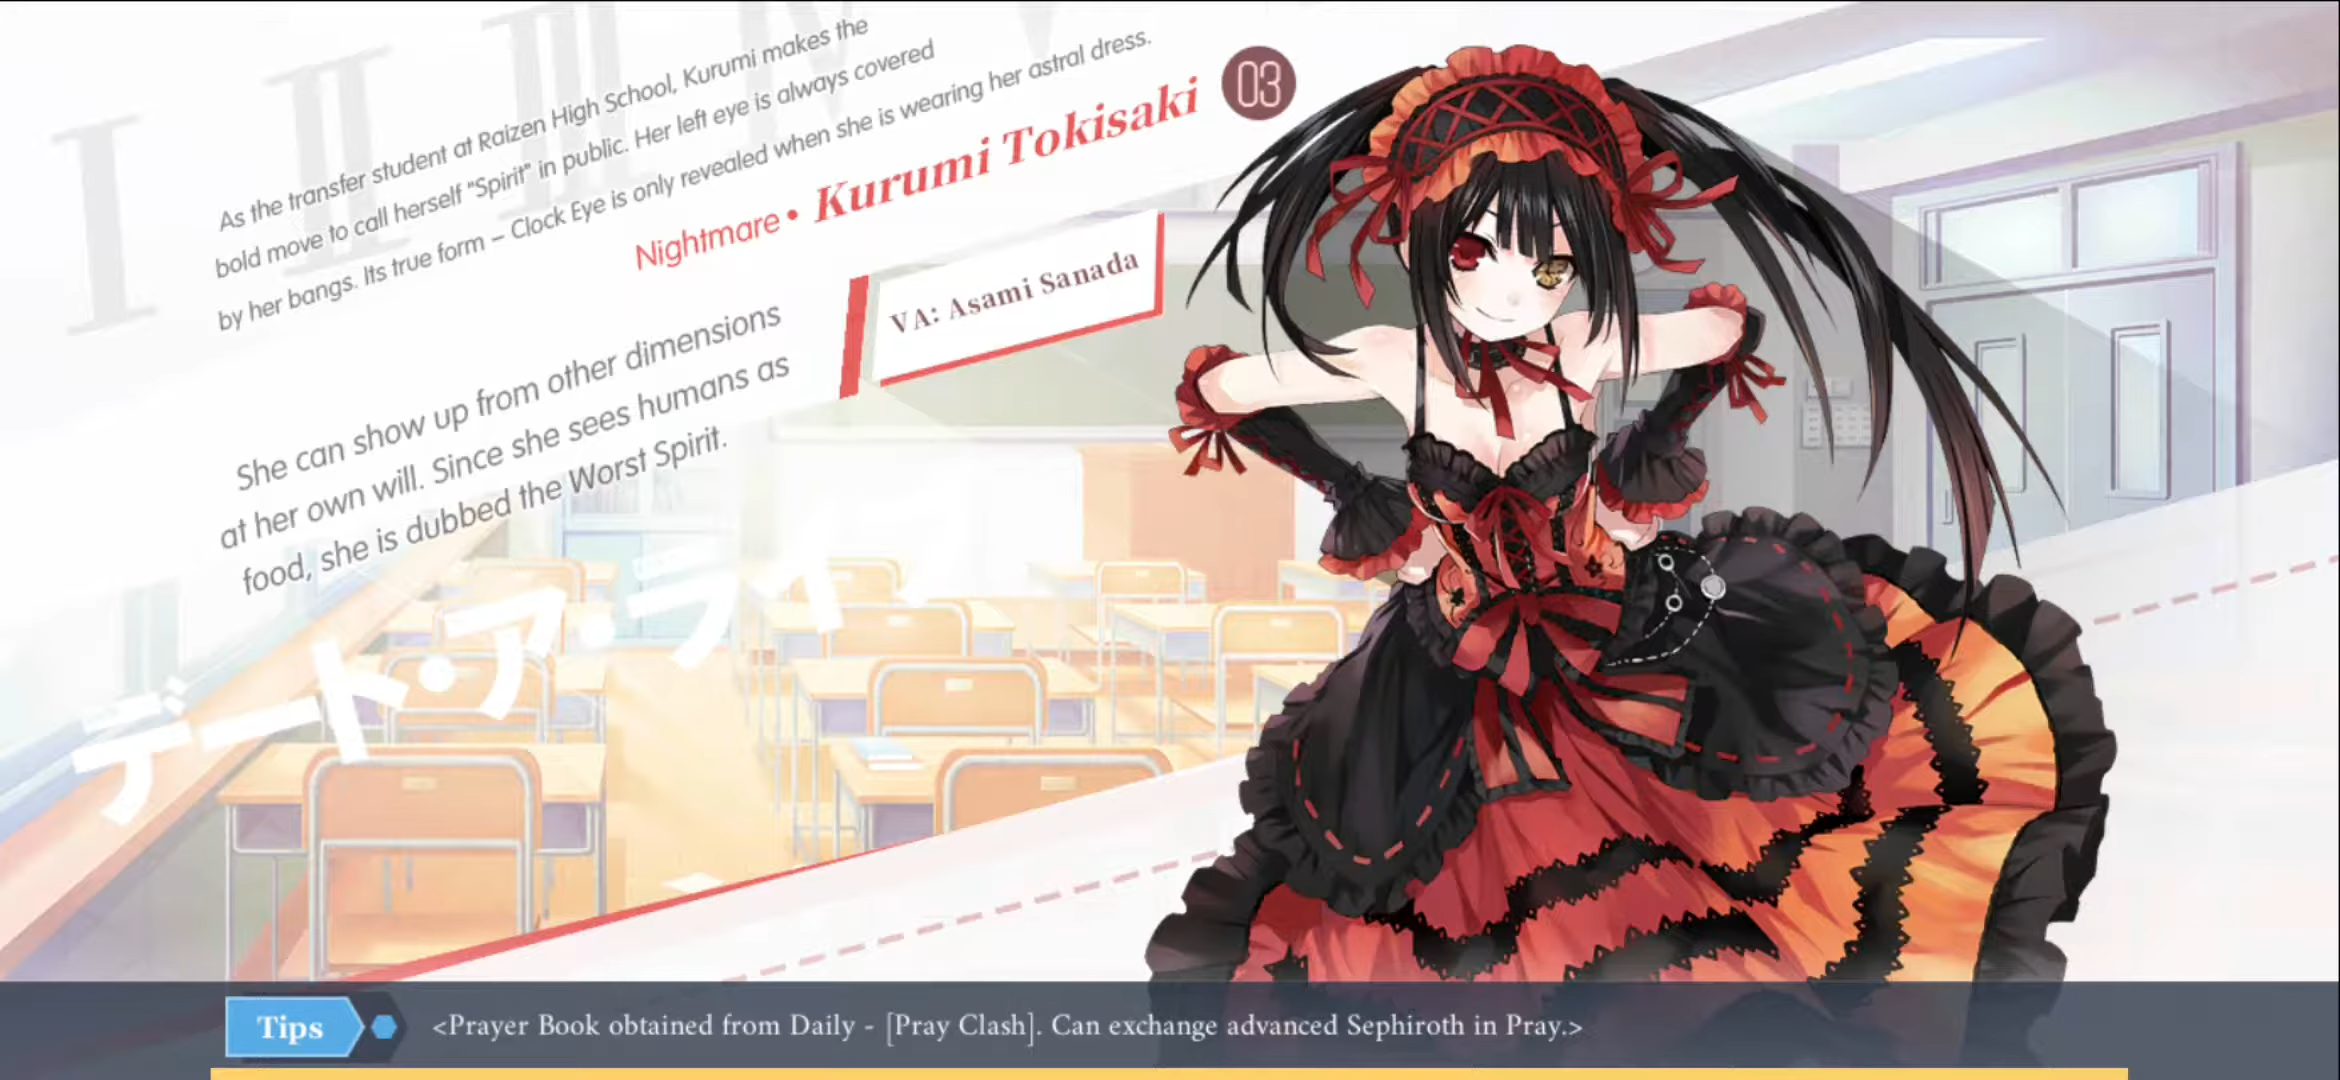 I II III IV V
As the transfer student at Raizen High School, Kurumi makes the
bold move to call herself "Spirit" in public. Her left eye is always covered
by her bangs. Its true form – Clock Eye is only revealed when she is wearing her astral dress.
Nightmare • Kurumi Tokisaki
03
VA: Asami Sanada
She can show up from other dimensions
at her own will. Since she sees humans as
food, she is dubbed the Worst Spirit.
デート・ア・ライ
Tips
<Prayer Book obtained from Daily - [Pray Clash]. Can exchange advanced Sephiroth in Pray.>